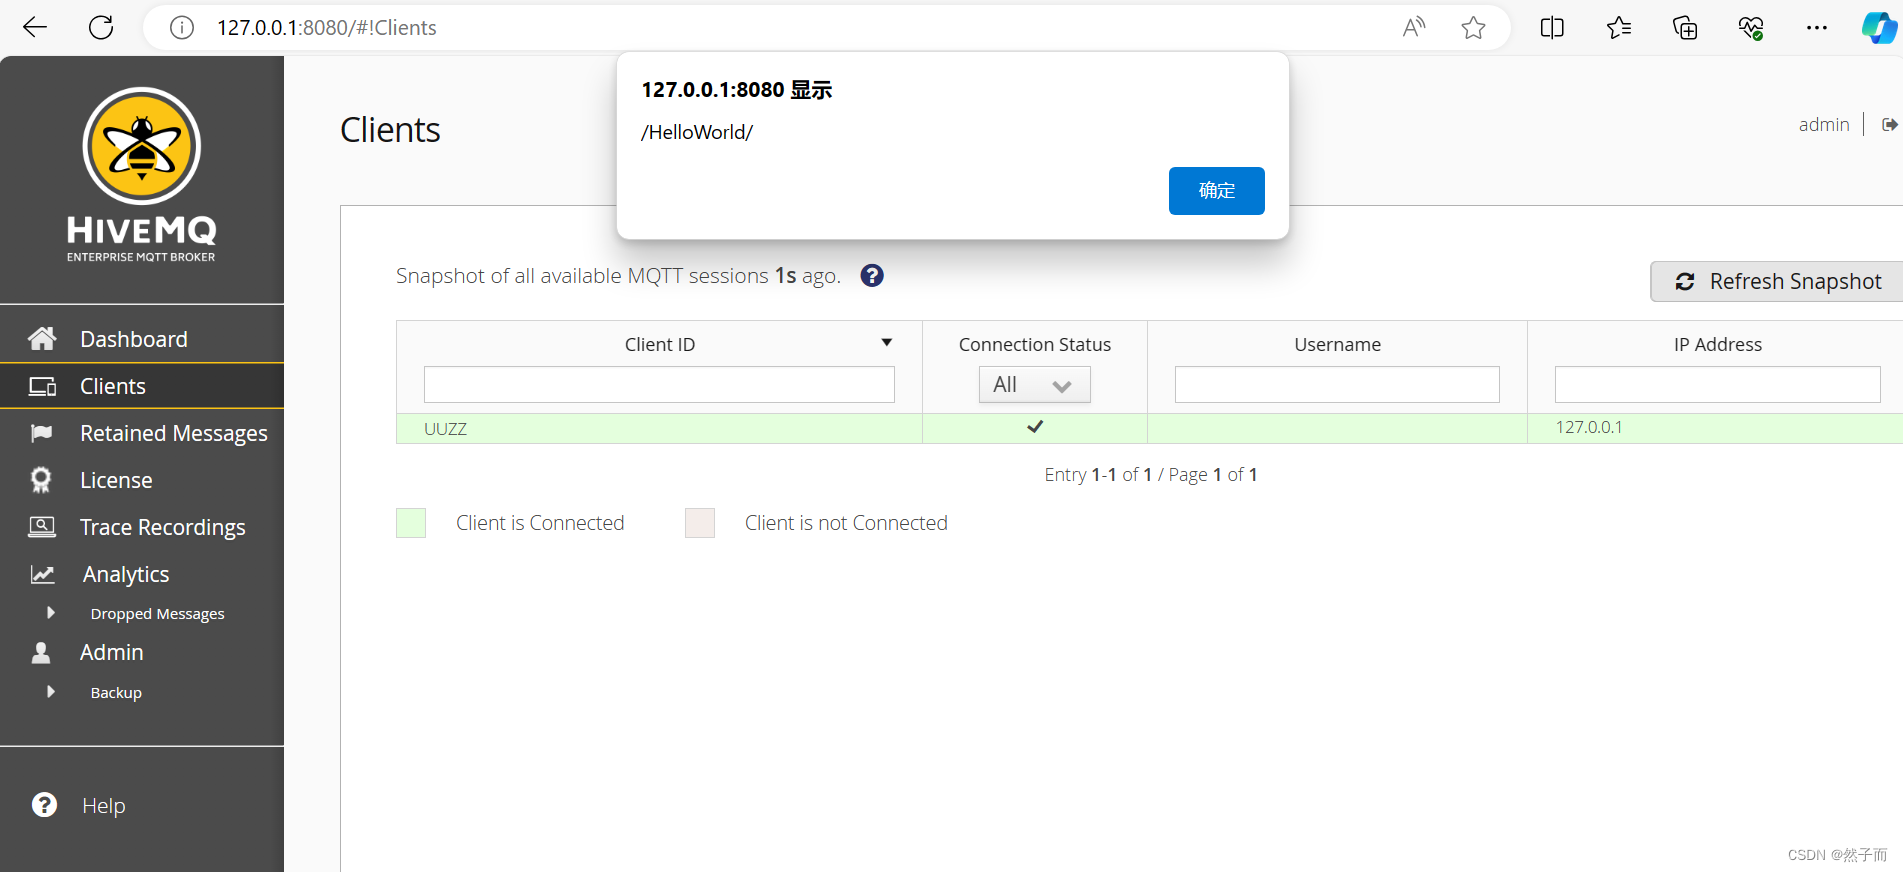 127.0.0.1:8080/#!Clients
127.0.0.1:8080 显示
/HelloWorld/
确定
HIVEMQ
ENTERPRISE MQTT BROKER
Dashboard
Clients
Retained Messages
License
Trace Recordings
Analytics
Dropped Messages
Admin
Backup
Help
Clients
admin
Snapshot of all available MQTT sessions 1s ago.
Refresh Snapshot
Client ID
Connection Status
Username
IP Address
All
UUZZ
127.0.0.1
Entry 1-1 of 1 / Page 1 of 1
Client is Connected
Client is not Connected
CSDN @然子而